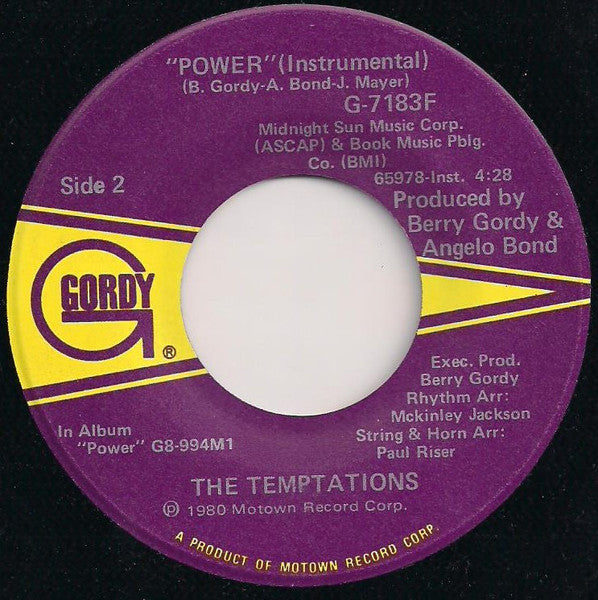 "POWER" (Instrumental)
(B. Gordy-A. Bond-J. Mayer)
G-7183F
Midnight Sun Music Corp.
(ASCAP) & Book Music Pblg.
Co. (BMI)
65978-Inst. 4:28
Side 2
Produced by
Berry Gordy &
Angelo Bond
GORDY
®
Exec. Prod.
Berry Gordy
Rhythm Arr:
Mckinley Jackson
String & Horn Arr:
Paul Riser
In Album
"Power" G8-994M1
THE TEMPTATIONS
℗ 1980 Motown Record Corp.
A PRODUCT OF MOTOWN RECORD CORP.